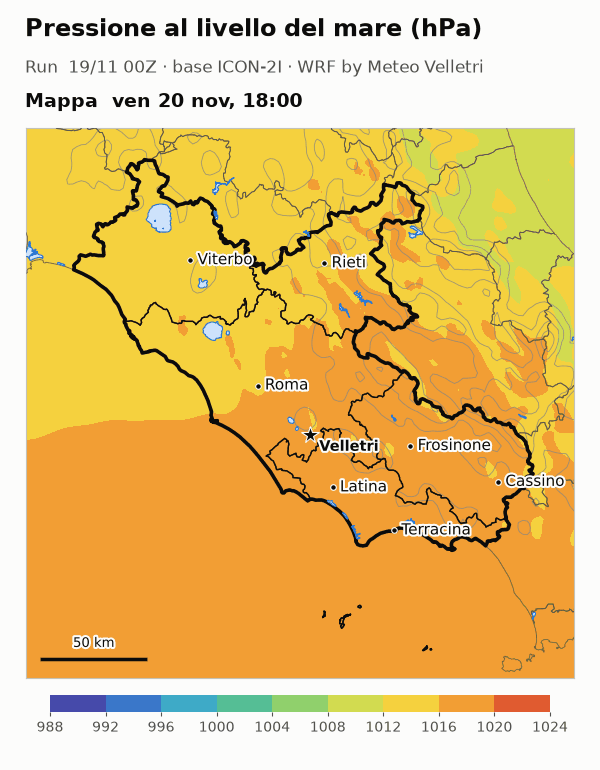 Pressione al livello del mare (hPa)
Run  19/11 00Z · base ICON-2I · WRF by Meteo Velletri
Mappa  ven 20 nov, 18:00
Viterbo
Rieti
Roma
Velletri
Frosinone
Cassino
Latina
Terracina
50 km
988 992 996 1000 1004 1008 1012 1016 1020 1024